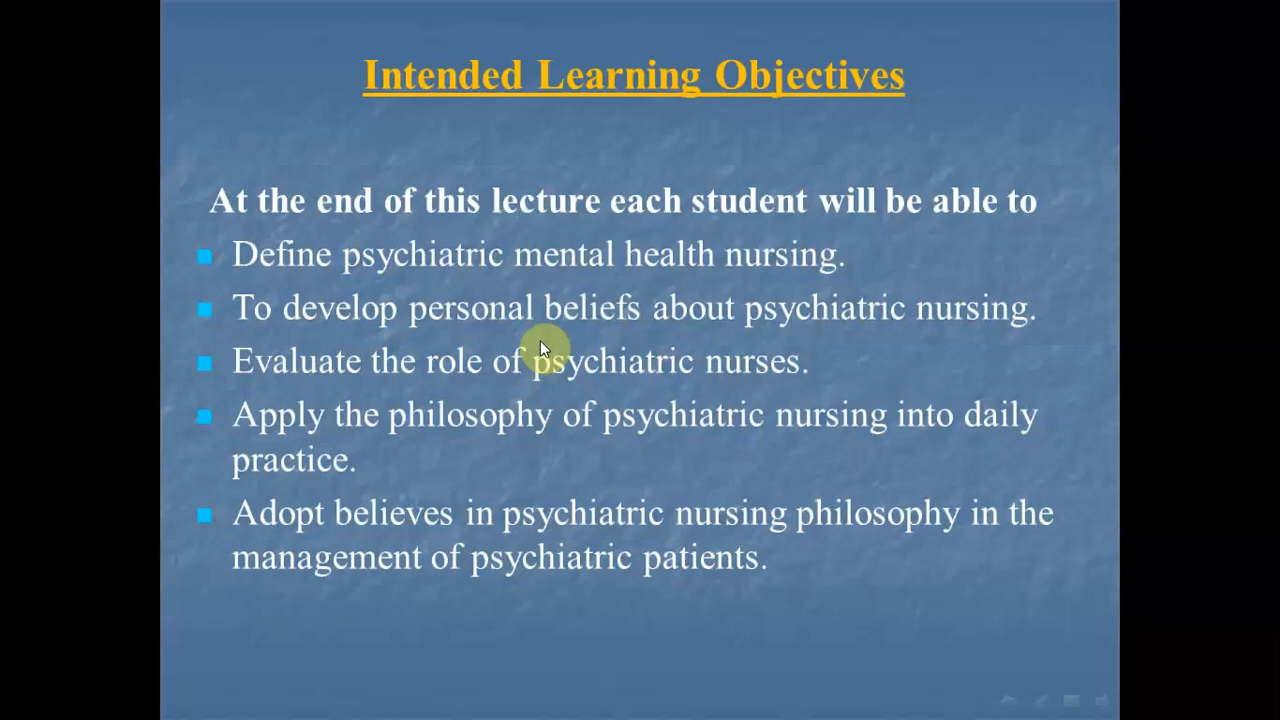 Intended Learning Objectives
At the end of this lecture each student will be able to
Define psychiatric mental health nursing.
To develop personal beliefs about psychiatric nursing.
Evaluate the role of psychiatric nurses.
Apply the philosophy of psychiatric nursing into daily
practice.
Adopt believes in psychiatric nursing philosophy in the
management of psychiatric patients.